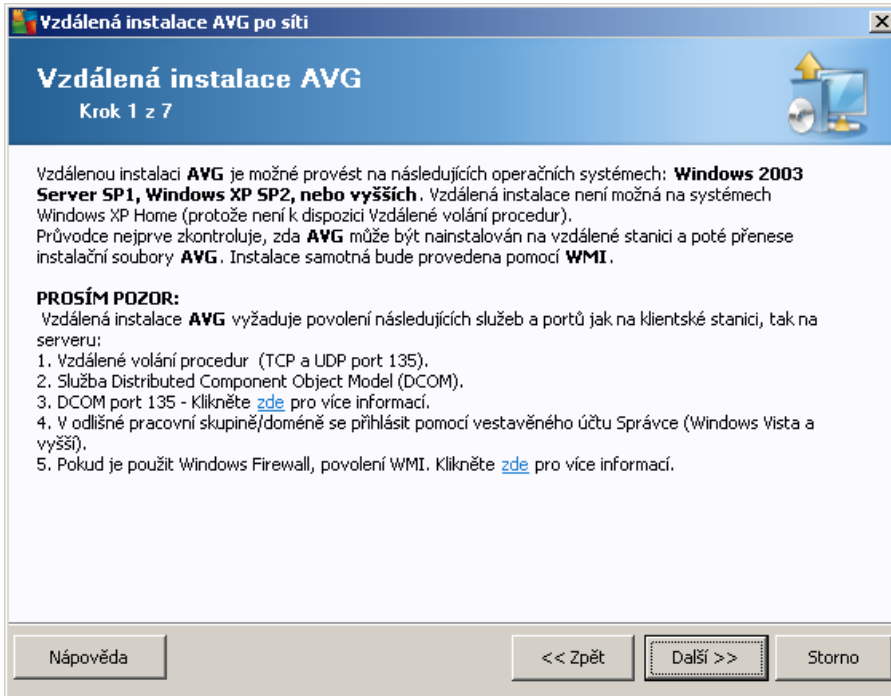 Vzdálená instalace AVG po síti
Vzdálená instalace AVG
Krok 1 z 7
Vzdálenou instalaci AVG je možné provést na následujících operačních systémech: Windows 2003
Server SP1, Windows XP SP2, nebo vyšších. Vzdálená instalace není možná na systémech
Windows XP Home (protože není k dispozici Vzdálené volání procedur).
Průvodce nejprve zkontroluje, zda AVG může být nainstalován na vzdálené stanici a poté přenese
instalační soubory AVG. Instalace samotná bude provedena pomocí WMI.
PROSÍM POZOR:
Vzdálená instalace AVG vyžaduje povolení následujících služeb a portů jak na klientské stanici, tak na
serveru:
1. Vzdálené volání procedur (TCP a UDP port 135).
2. Služba Distributed Component Object Model (DCOM).
3. DCOM port 135 - Klikněte zde pro více informací.
4. V odlišné pracovní skupině/doméně se přihlásit pomocí vestavěného účtu Správce (Windows Vista a
vyšší).
5. Pokud je použit Windows Firewall, povolení WMI. Klikněte zde pro více informací.
Nápověda
<< Zpět
Další >>
Storno